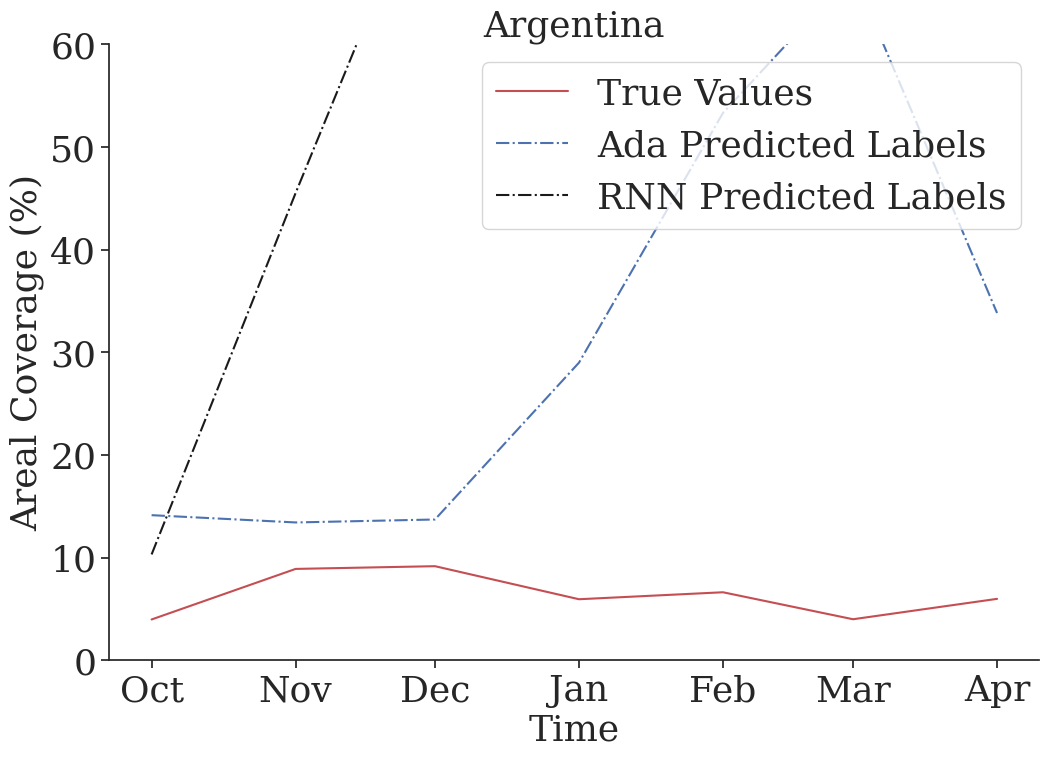 Argentina
60
50
40
30
20
10
0
Areal Coverage (%)
True Values
Ada Predicted Labels
RNN Predicted Labels
Oct Nov Dec Jan Feb Mar Apr
Time